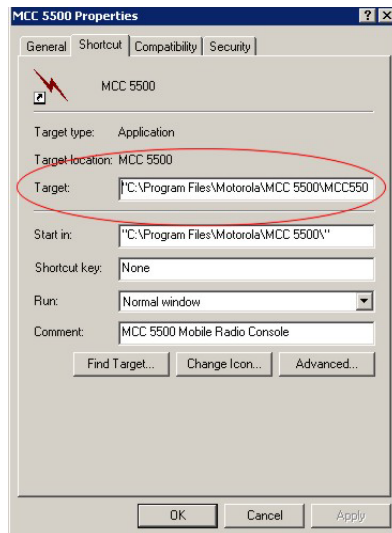 MCC 5500 Properties
General Shortcut Compatibility Security
MCC 5500
Target type: Application
Target location: MCC 5500
Target: "C:\Program Files\Motorola\MCC 5500\MCC550
Start in: "C:\Program Files\Motorola\MCC 5500\"
Shortcut key: None
Run: Normal window
Comment: MCC 5500 Mobile Radio Console
Find Target... Change Icon... Advanced...
OK Cancel Apply